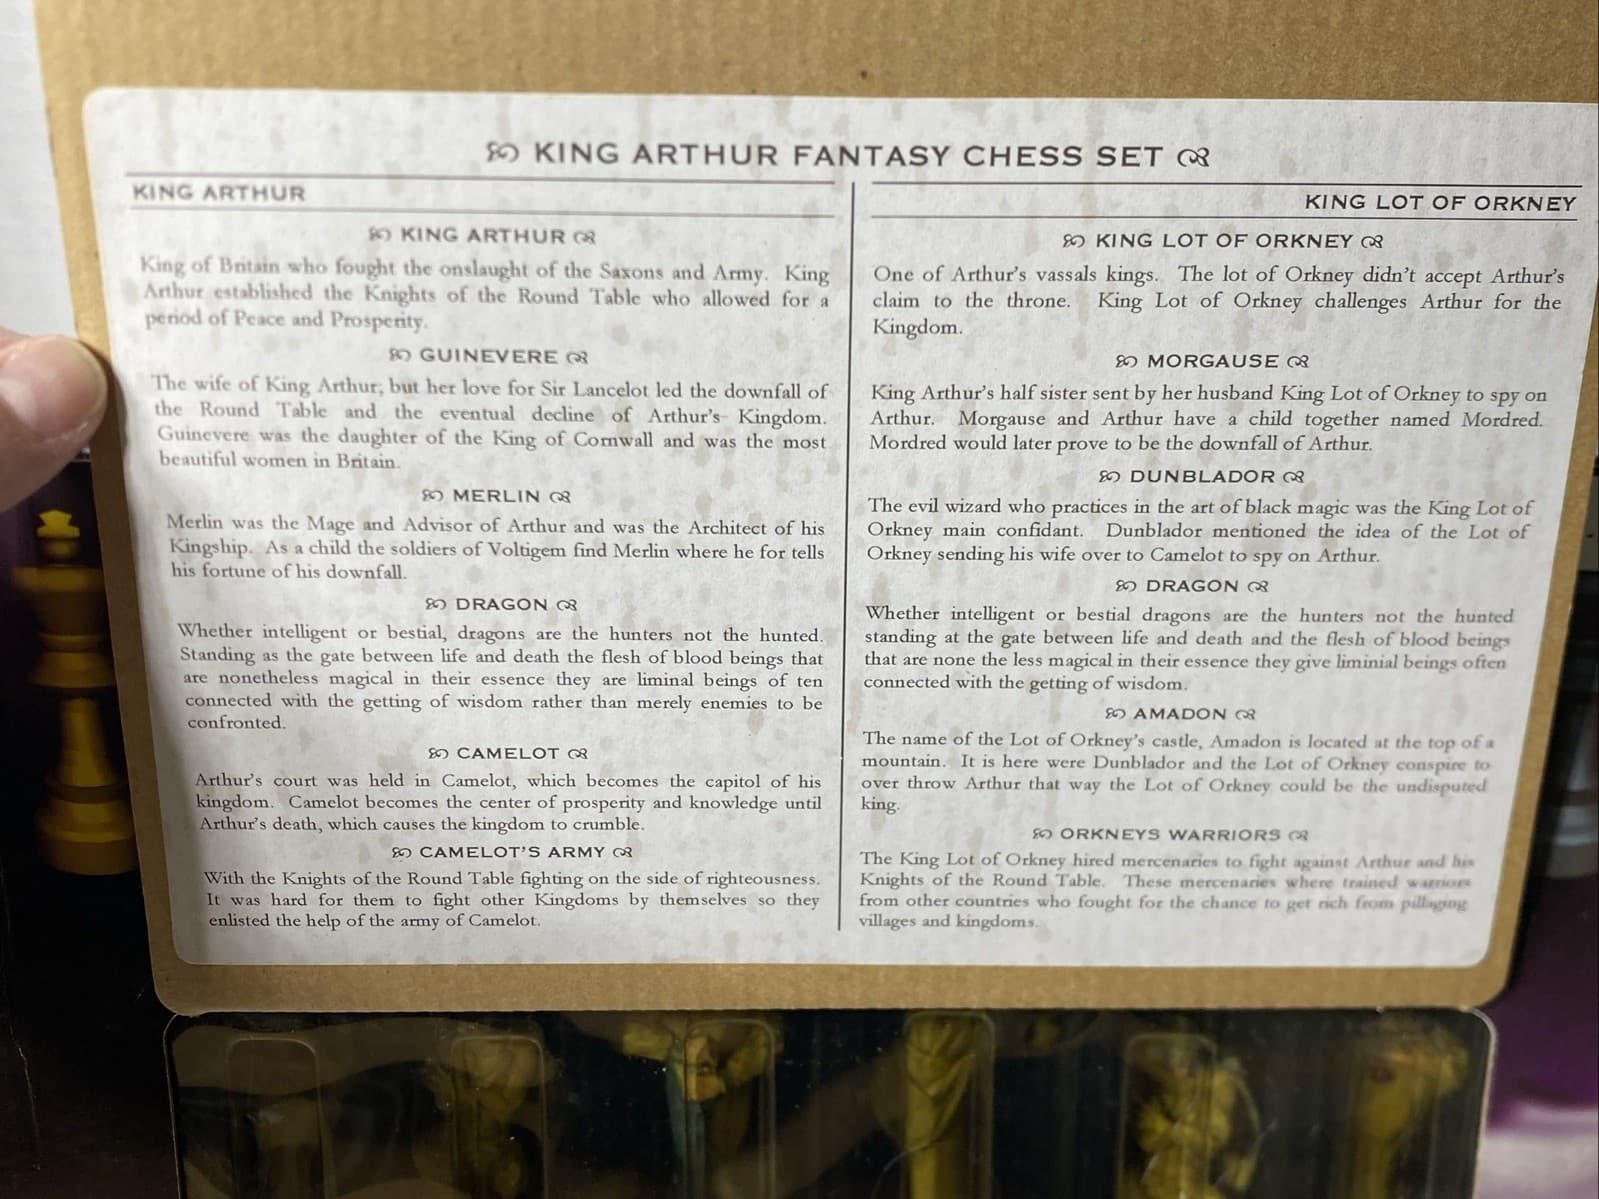 KING ARTHUR FANTASY CHESS SET
KING ARTHUR
KING ARTHUR
King of Britain who fought the onslaught of the Saxons and Army. King
Arthur established the Knights of the Round Table who allowed for a
period of Peace and Prosperity.
GUINEVERE
The wife of King Arthur, but her love for Sir Lancelot led the downfall of
the Round Table and the eventual decline of Arthur's Kingdom.
Guinevere was the daughter of the King of Cornwall and was the most
beautiful women in Britain.
MERLIN
Merlin was the Mage and Advisor of Arthur and was the Architect of his
Kingship. As a child the soldiers of Voltigem find Merlin where he for tells
his fortune of his downfall.
DRAGON
Whether intelligent or bestial, dragons are the hunters not the hunted.
Standing as the gate between life and death the flesh of blood beings that
are nonetheless magical in their essence they are liminal beings of ten
connected with the getting of wisdom rather than merely enemies to be
confronted.
CAMELOT
Arthur's court was held in Camelot, which becomes the capitol of his
kingdom. Camelot becomes the center of prosperity and knowledge until
Arthur's death, which causes the kingdom to crumble.
CAMELOT'S ARMY
With the Knights of the Round Table fighting on the side of righteousness.
It was hard for them to fight other Kingdoms by themselves so they
enlisted the help of the army of Camelot.
KING LOT OF ORKNEY
KING LOT OF ORKNEY
One of Arthur's vassals kings. The lot of Orkney didn't accept Arthur's
claim to the throne. King Lot of Orkney challenges Arthur for the
Kingdom.
MORGAUSE
King Arthur's half sister sent by her husband King Lot of Orkney to spy on
Arthur. Morgause and Arthur have a child together named Mordred.
Mordred would later prove to be the downfall of Arthur.
DUNBLADOR
The evil wizard who practices in the art of black magic was the King Lot of
Orkney main confidant. Dunblador mentioned the idea of the Lot of
Orkney sending his wife over to Camelot to spy on Arthur.
DRAGON
Whether intelligent or bestial dragons are the hunters not the hunted
standing at the gate between life and death and the flesh of blood beings
that are none the less magical in their essence they give liminial beings often
connected with the getting of wisdom.
AMADON
The name of the Lot of Orkney's castle, Amadon is located at the top of a
mountain. It is here were Dunblador and the Lot of Orkney conspire to
over throw Arthur that way the Lot of Orkney could be the undisputed
king.
ORKNEYS WARRIORS
The King Lot of Orkney hired mercenaries to fight against Arthur and his
Knights of the Round Table. These mercenaries where trained warriors
from other countries who fought for the chance to get rich from pillaging
villages and kingdoms.